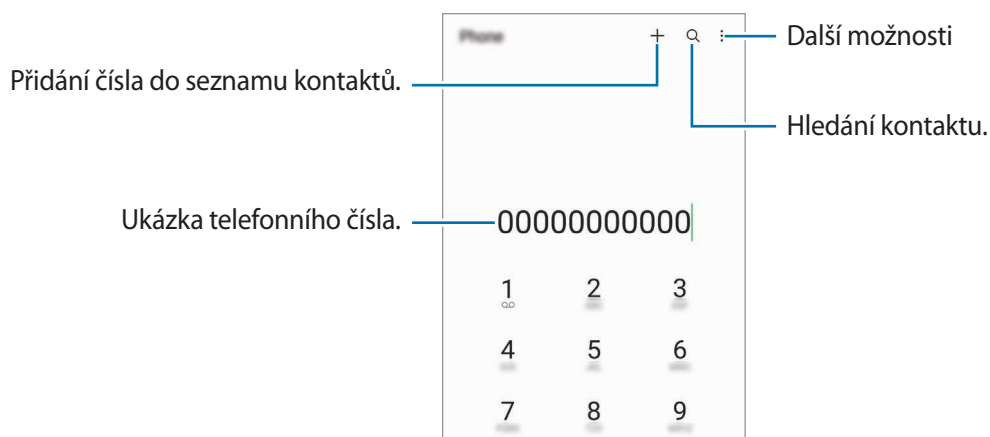 Phone
Další možnosti
Přidání čísla do seznamu kontaktů.
Hledání kontaktu.
Ukázka telefonního čísla.
00000000000
1 2 3
4 5 6
7 8 9